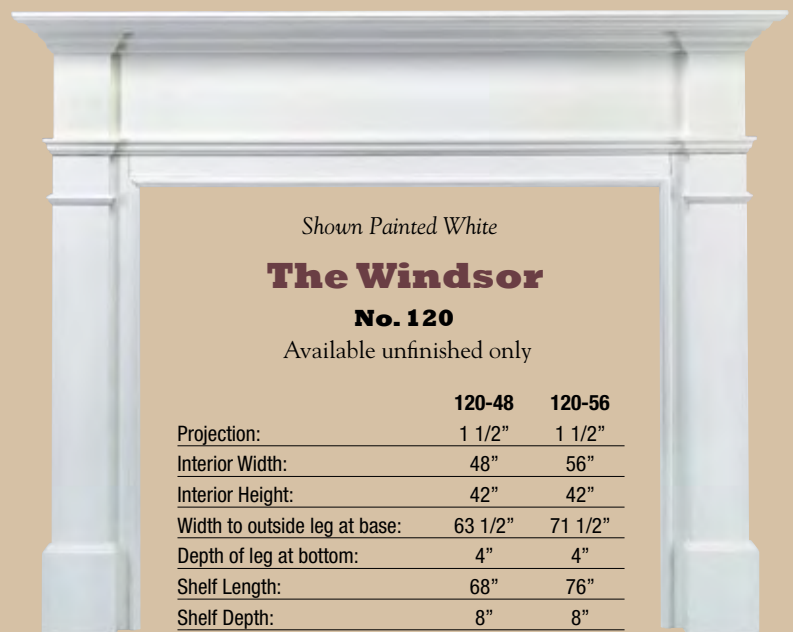 Shown Painted White
The Windsor
No. 120
Available unfinished only
120-48 120-56
Projection: 1 1/2” 1 1/2”
Interior Width: 48” 56”
Interior Height: 42” 42”
Width to outside leg at base: 63 1/2” 71 1/2”
Depth of leg at bottom: 4” 4”
Shelf Length: 68” 76”
Shelf Depth: 8” 8”